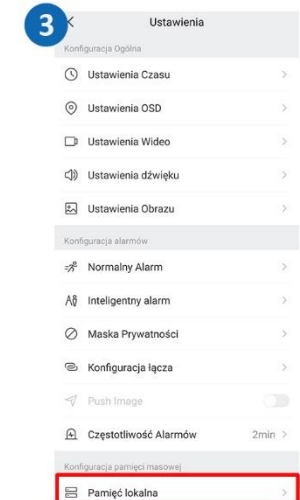 3
Ustawienia
Konfiguracja Ogólna
Ustawienia Czasu
Ustawienia OSD
Ustawienia Wideo
Ustawienia dźwięku
Ustawienia Obrazu
Konfiguracja alarmów
Normalny Alarm
Inteligentny alarm
Maska Prywatności
Konfiguracja łącza
Push Image
Częstotliwość Alarmów 2min
Konfiguracja pamięci masowej
Pamięć lokalna